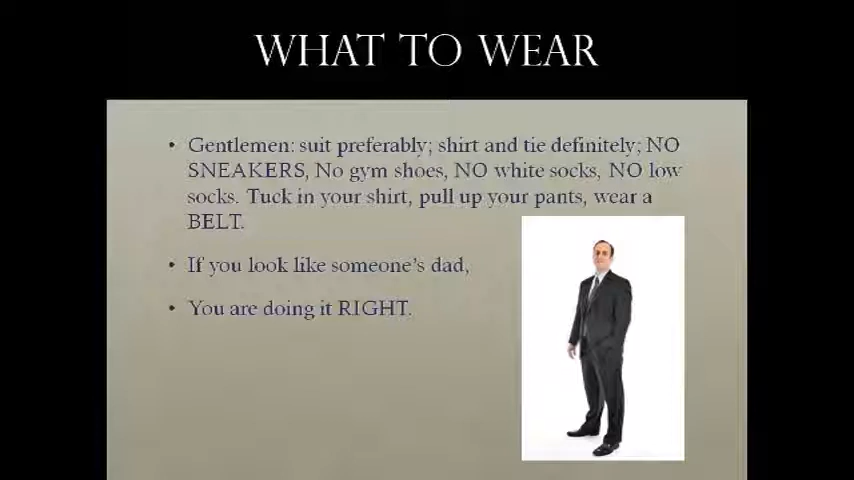 WHAT TO WEAR
• Gentlemen: suit preferably; shirt and tie definitely; NO
SNEAKERS, No gym shoes, NO white socks, NO low
socks. Tuck in your shirt, pull up your pants, wear a
BELT.
• If you look like someone's dad,
• You are doing it RIGHT.